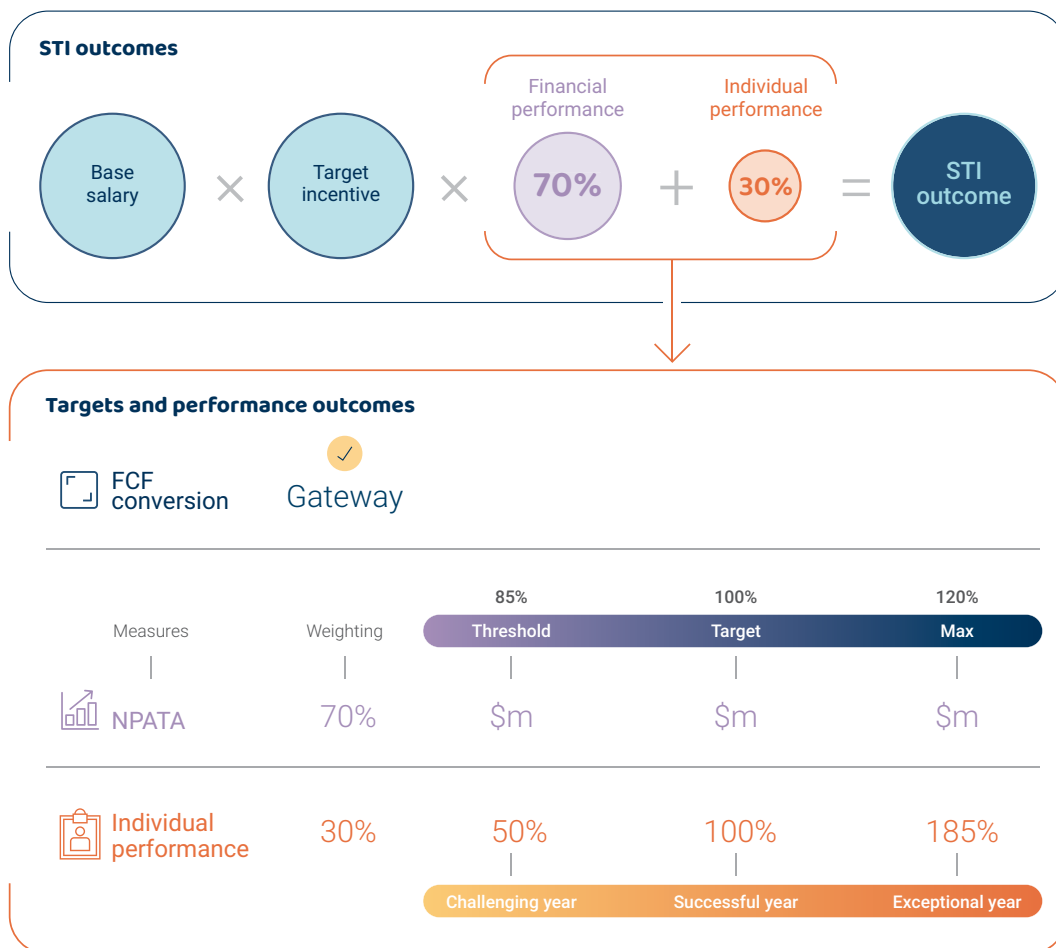 STI outcomes
Financial
performance
Individual
performance
Base
salary
×
Target
incentive
×
70%
+
30%
=
STI
outcome
Targets and performance outcomes
FCF
conversion
Gateway
85%
100%
120%
Measures
Weighting
Threshold
Target
Max
NPATA
70%
$m
$m
$m
Individual
performance
30%
50%
100%
185%
Challenging year
Successful year
Exceptional year